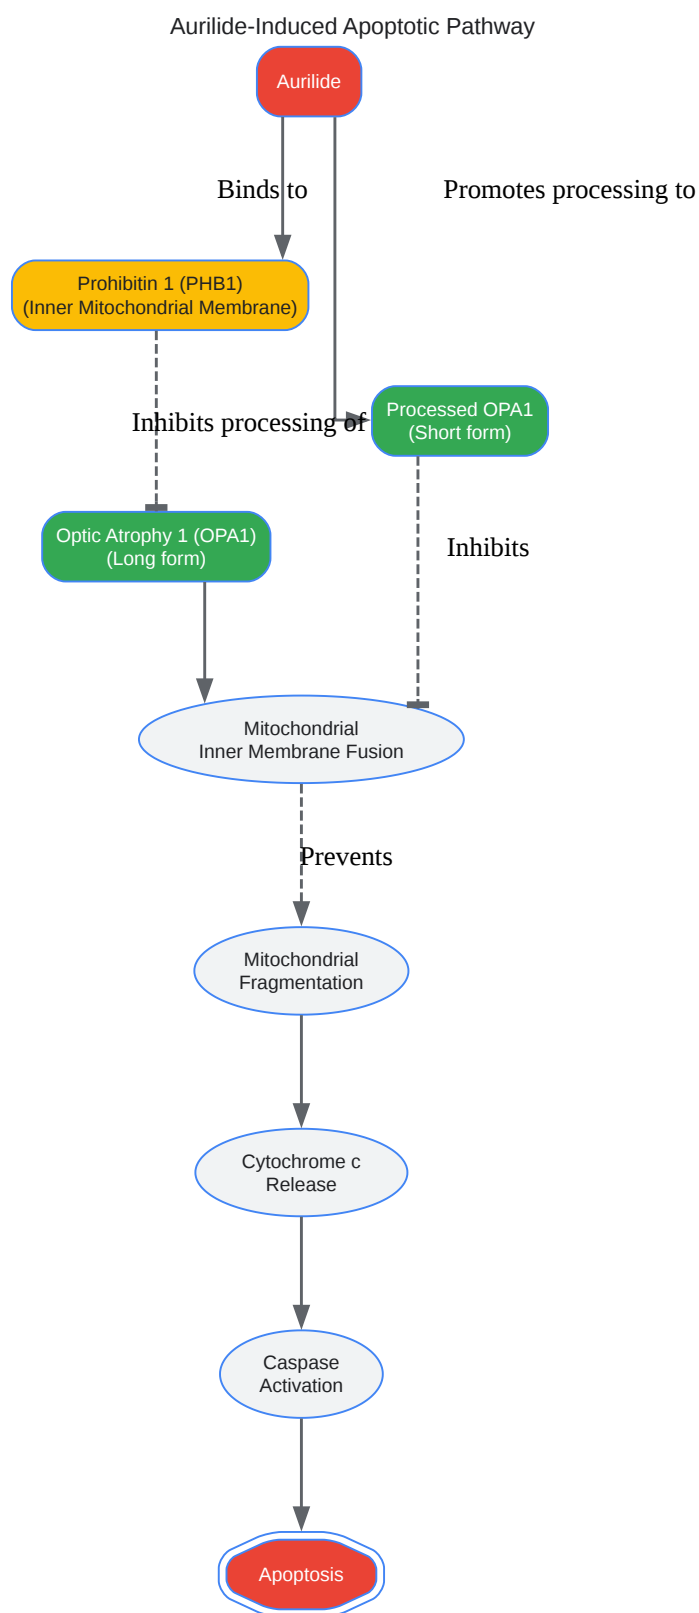 Aurilide-Induced Apoptotic Pathway
Aurilide
Binds to
Promotes processing to
Prohibitin 1 (PHB1)
(Inner Mitochondrial Membrane)
Inhibits processing of
Processed OPA1
(Short form)
Optic Atrophy 1 (OPA1)
(Long form)
Inhibits
Mitochondrial
Inner Membrane Fusion
Prevents
Mitochondrial
Fragmentation
Cytochrome c
Release
Caspase
Activation
Apoptosis